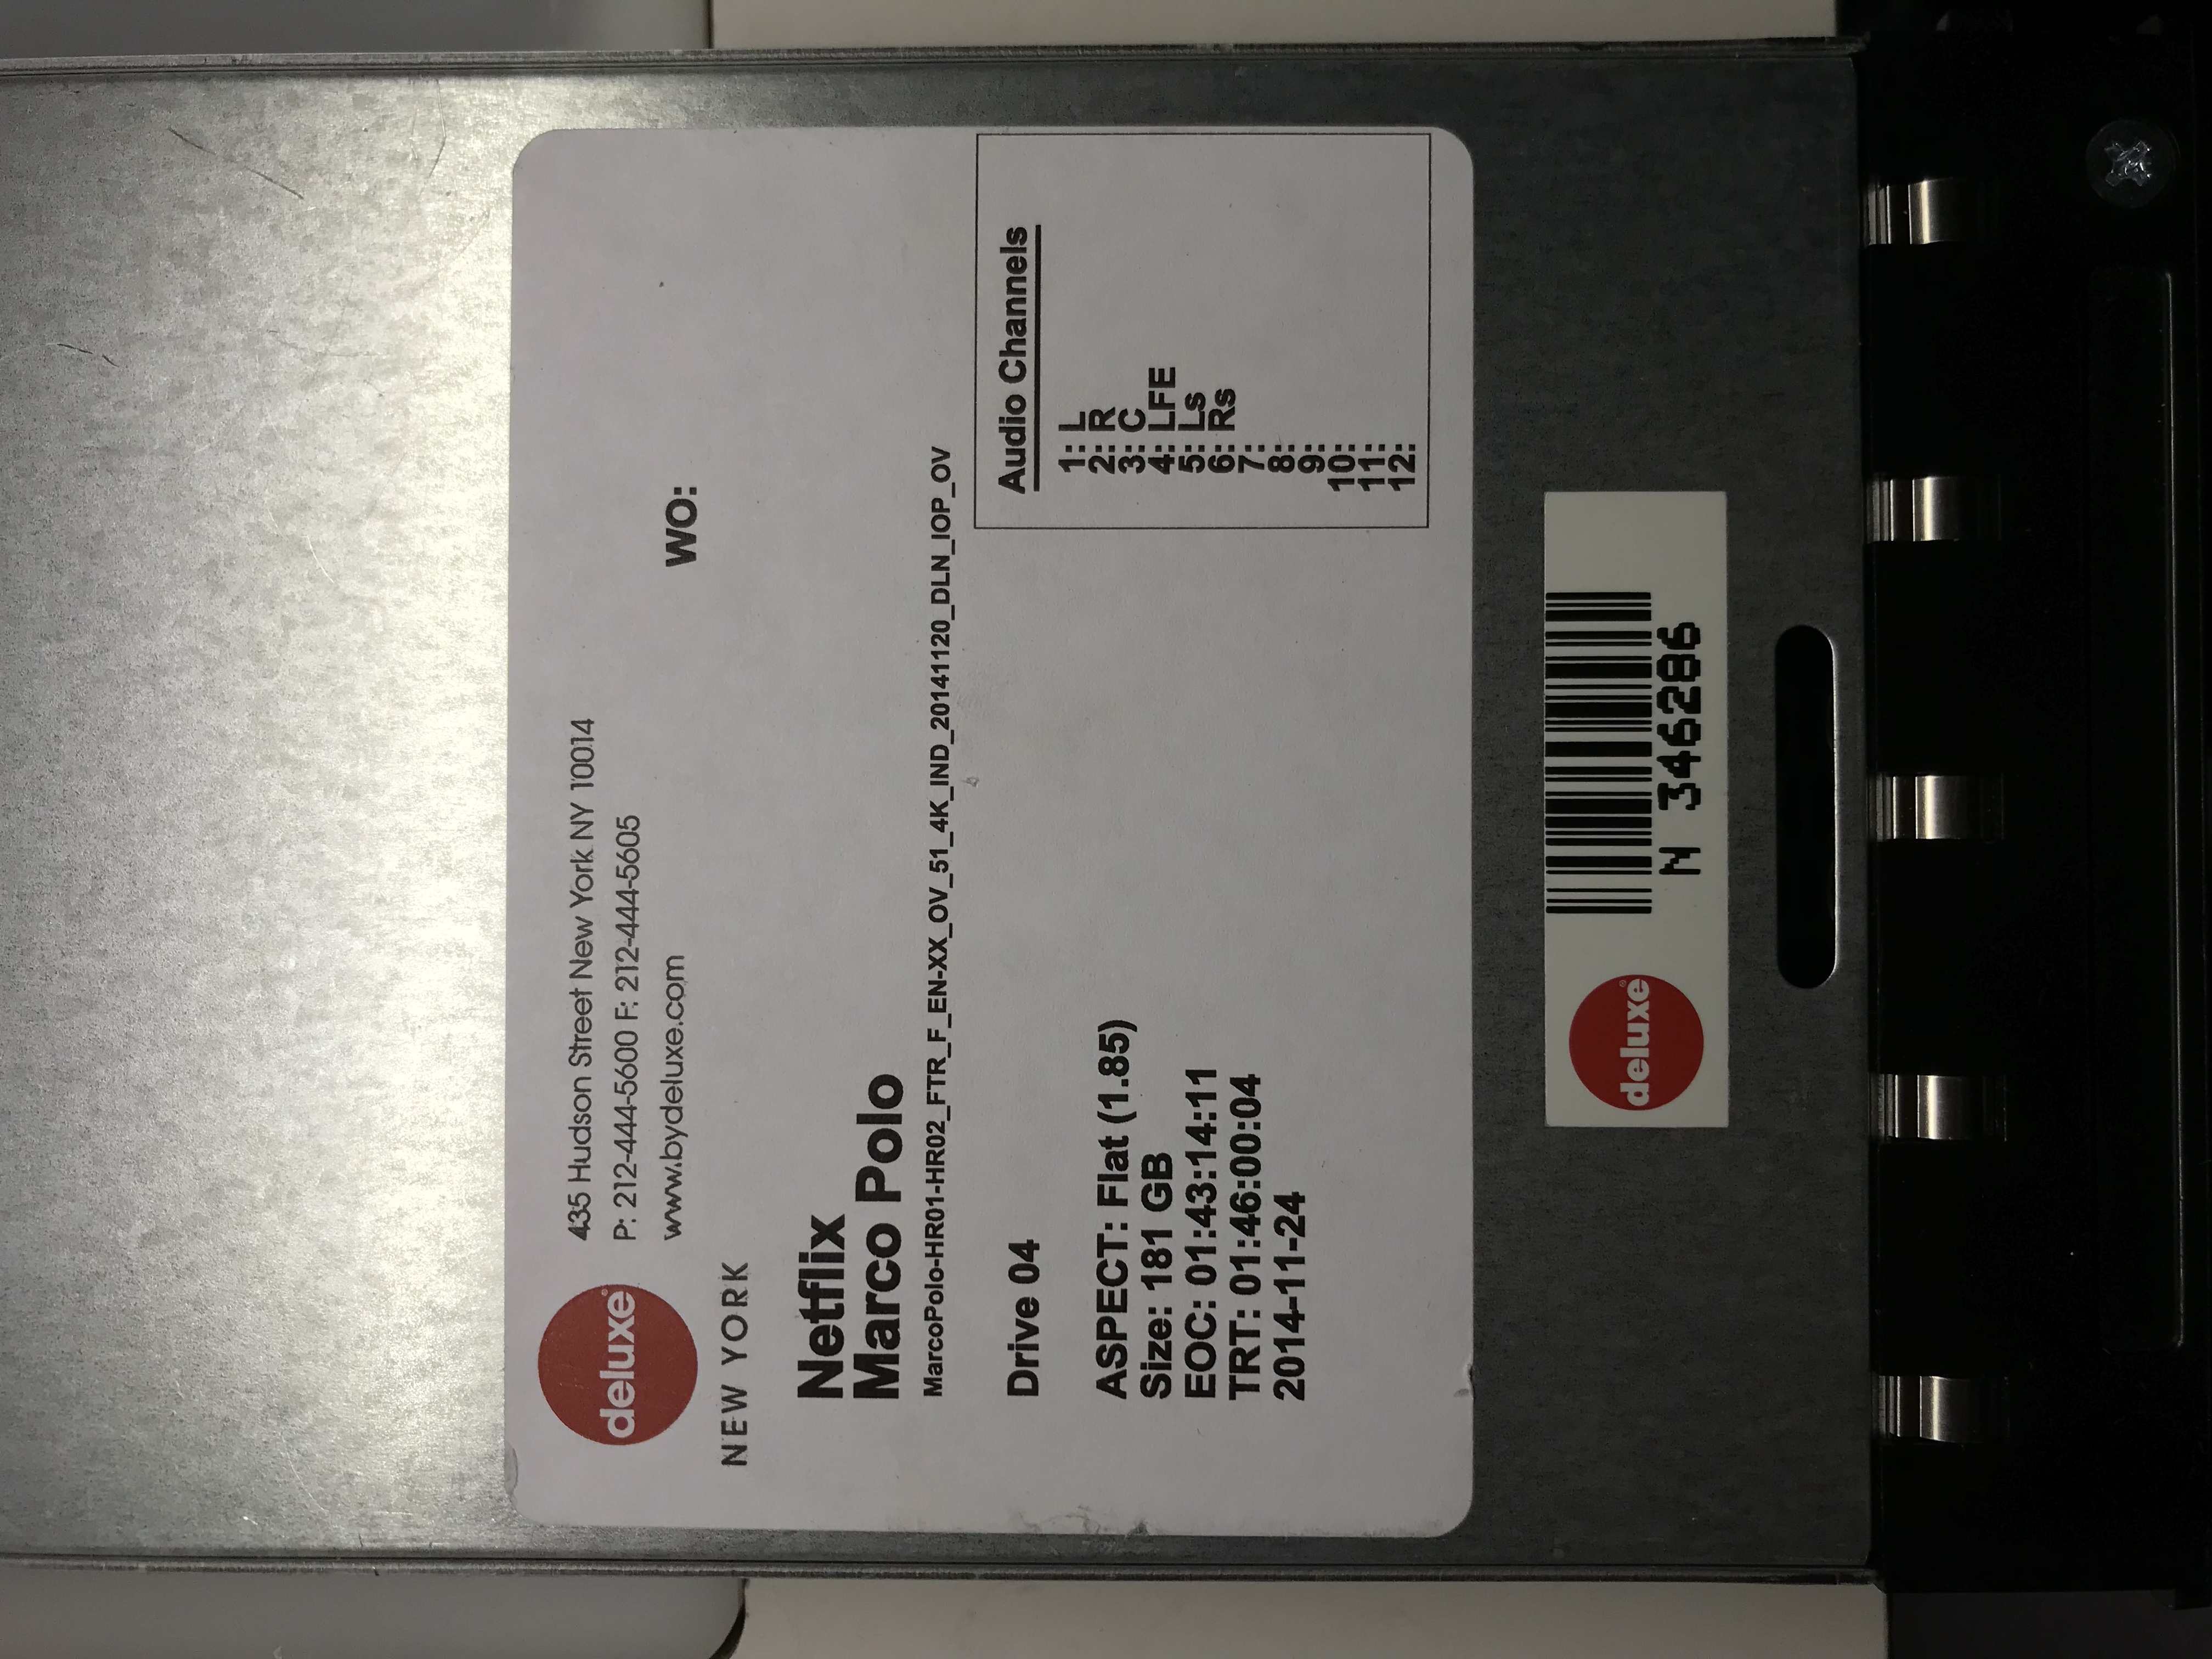 deluxe
NEW YORK
435 Hudson Street New York NY 10014
P: 212-444-5600 F: 212-444-5605
www.bydeluxe.com
WO:
Netflix
Marco Polo
MarcoPolo-HR01-HR02_FTR_F_EN-XX_OV_51_4K_IND_20141120_DLN_IOP_OV
Drive 04
ASPECT: Flat (1.85)
Size: 181 GB
EOC: 01:43:14:11
TRT: 01:46:00:04
2014-11-24
Audio Channels
1: L
2: R
3: C
4: LFE
5: Ls
6: Rs
7:
8:
9:
10:
11:
12:
deluxe
N 346286